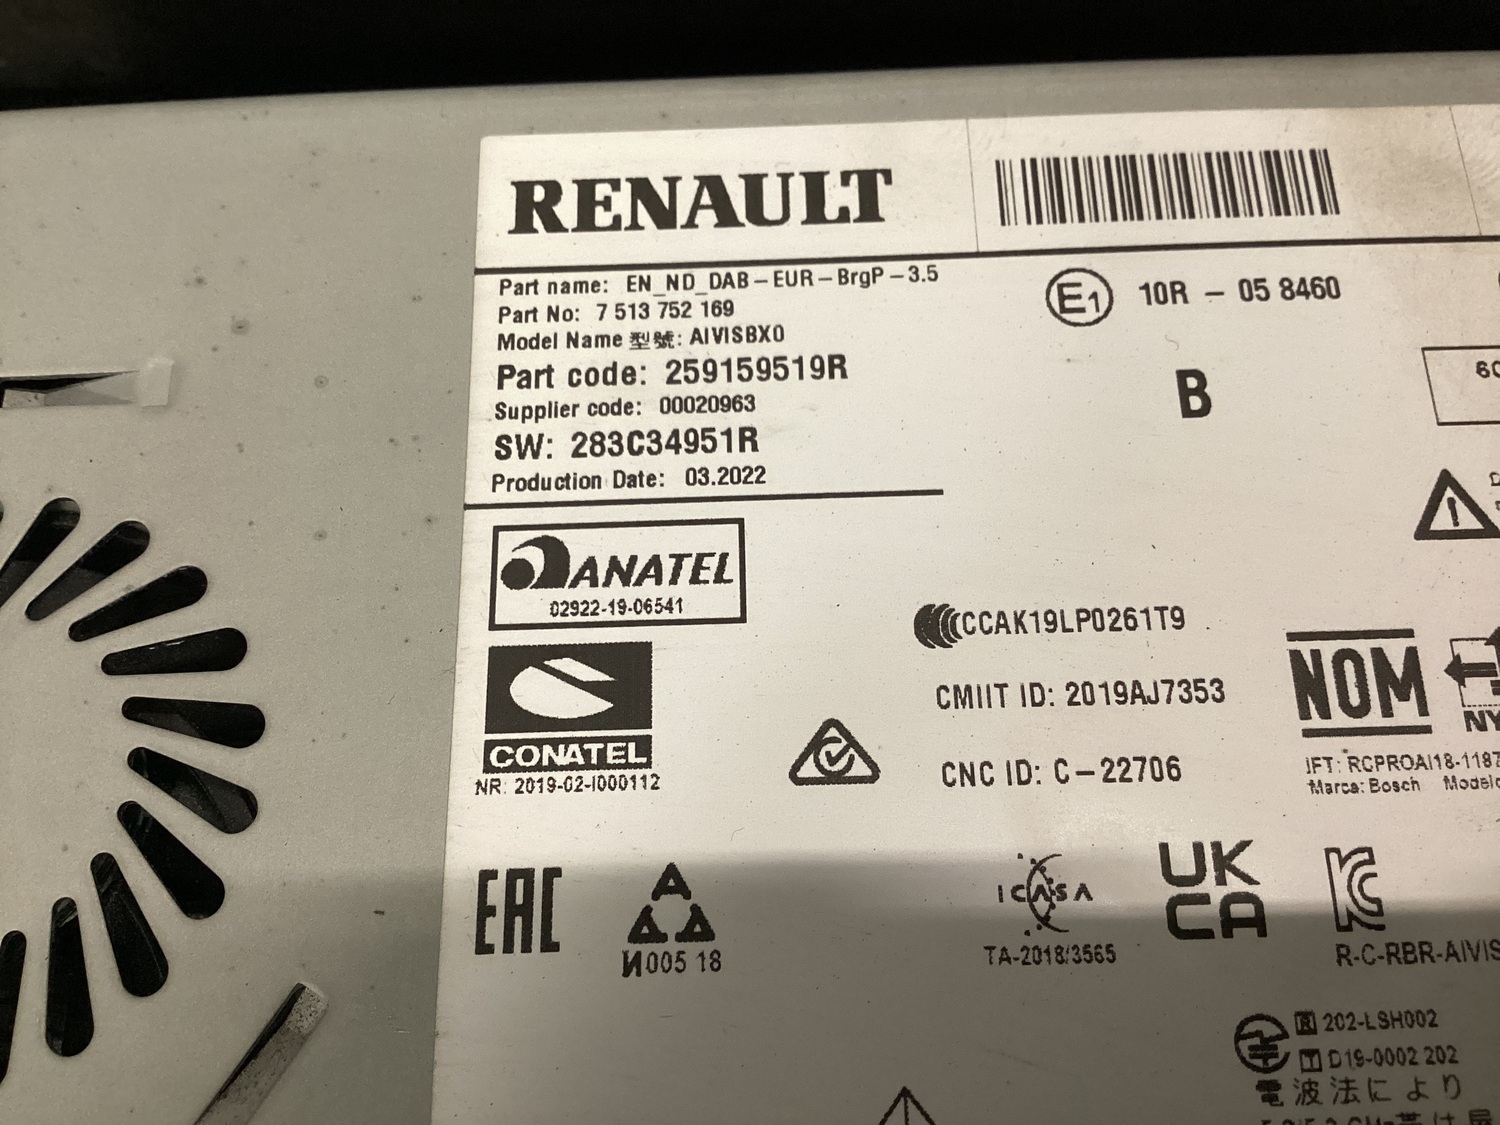 RENAULT
Part name: EN_ND_DAB-EUR-BrgP-3.5
Part No: 7 513 752 169
Model Name 型號: AIVISBX0
Part code: 259159519R
Supplier code: 00020963
SW: 283C34951R
Production Date: 03.2022
E1 10R - 05 8460
B
ANATEL
02922-19-06541
CONATEL
NR: 2019-02-I000112
CCAK19LP0261T9
CMIIT ID: 2019AJ7353
CNC ID: C-22706
NOM
NY
IFT: RCPROAI18-1187
Marca: Bosch
EAC
И005 18
ICASA
TA-2018/3565
UK
CA
R-C-RBR-AIVIS
R 202-LSH002
T D19-0002 202
電波法により